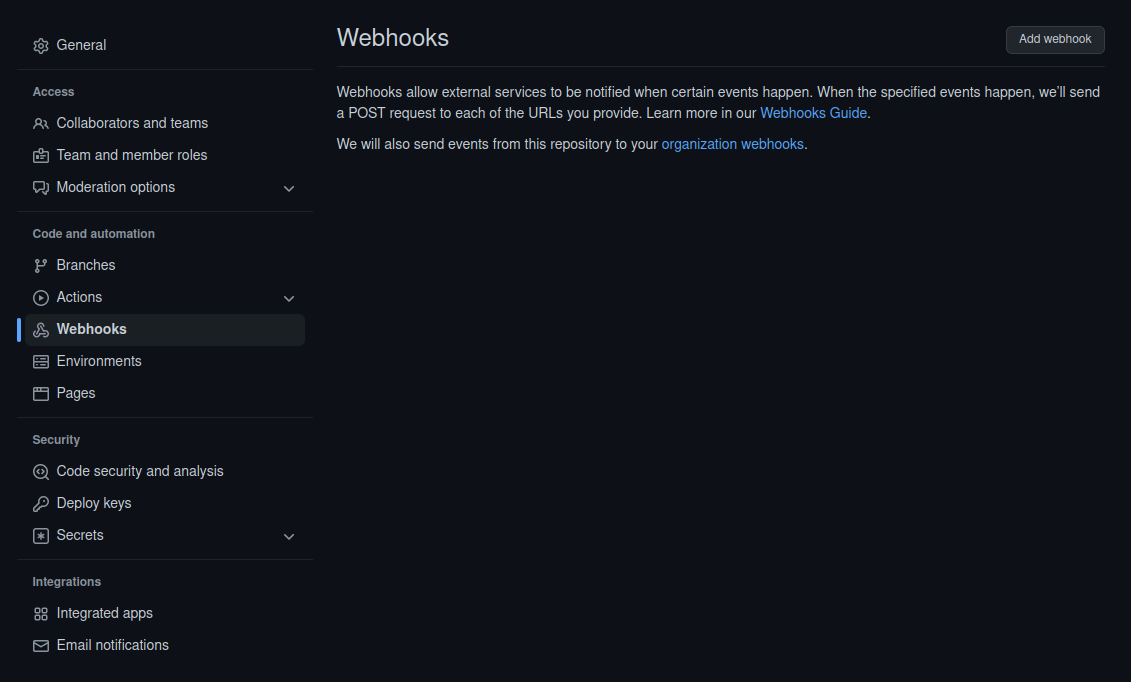 General
Access
Collaborators and teams
Team and member roles
Moderation options
Code and automation
Branches
Actions
Webhooks
Environments
Pages
Security
Code security and analysis
Deploy keys
Secrets
Integrations
Integrated apps
Email notifications
Webhooks
Add webhook
Webhooks allow external services to be notified when certain events happen. When the specified events happen, we’ll send
a POST request to each of the URLs you provide. Learn more in our Webhooks Guide.
We will also send events from this repository to your organization webhooks.